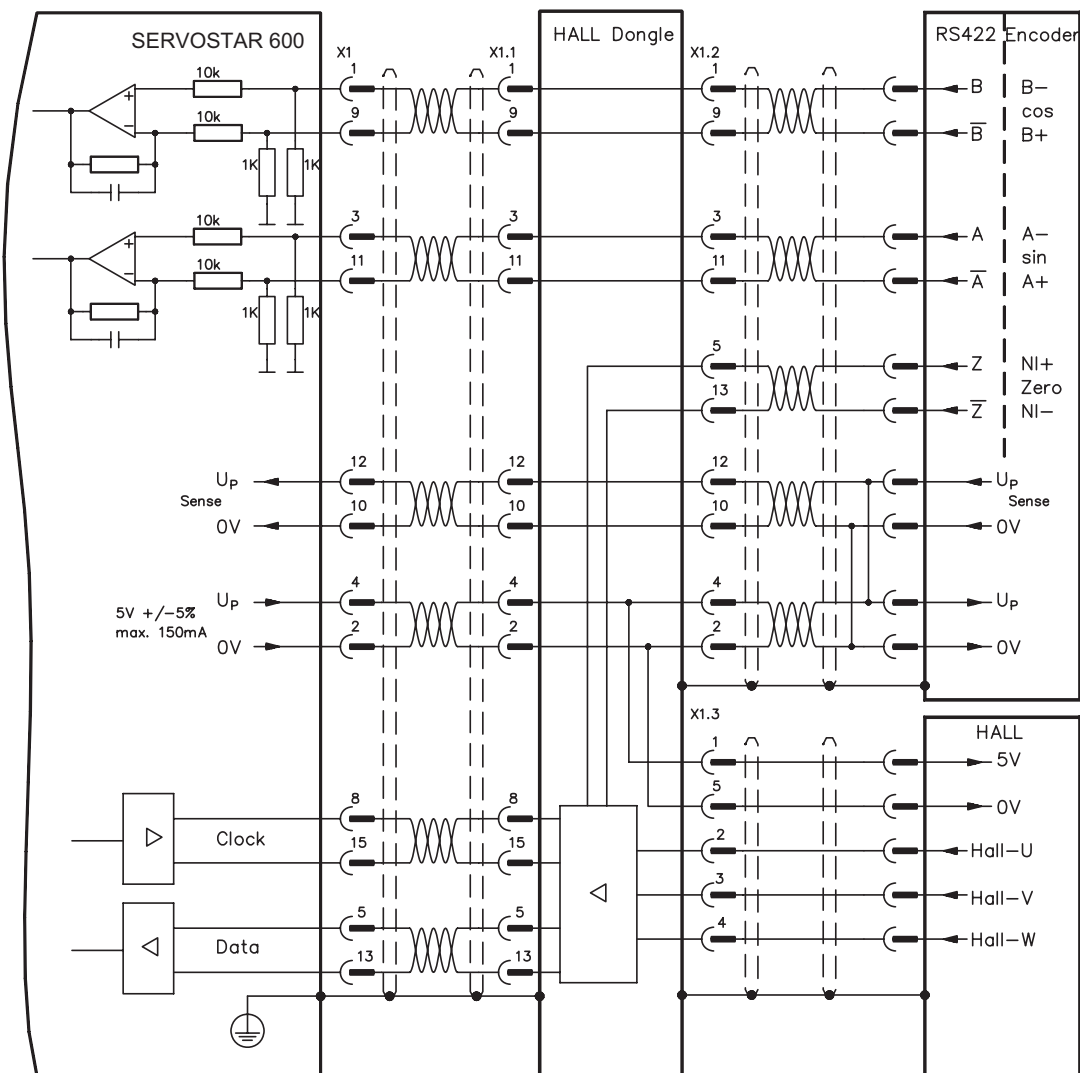 SERVOSTAR 600
X1
X1.1
HALL Dongle
X1.2
RS422 Encoder
10k
1
1
1
B
B−
cos
10k
9
9
9
B̅
B+
1K
1K
10k
3
3
3
A
A−
sin
10k
11
11
11
A̅
A+
1K
1K
5
Z
NI+
Zero
13
Z̅
NI−
UP
12
12
12
UP
Sense
Sense
0V
10
10
10
0V
5V +/−5%
max. 150mA
UP
4
4
4
UP
0V
2
2
2
0V
X1.3
HALL
1
5V
5
0V
8
8
Clock
2
Hall−U
15
15
3
Hall−V
5
5
Data
4
Hall−W
13
13